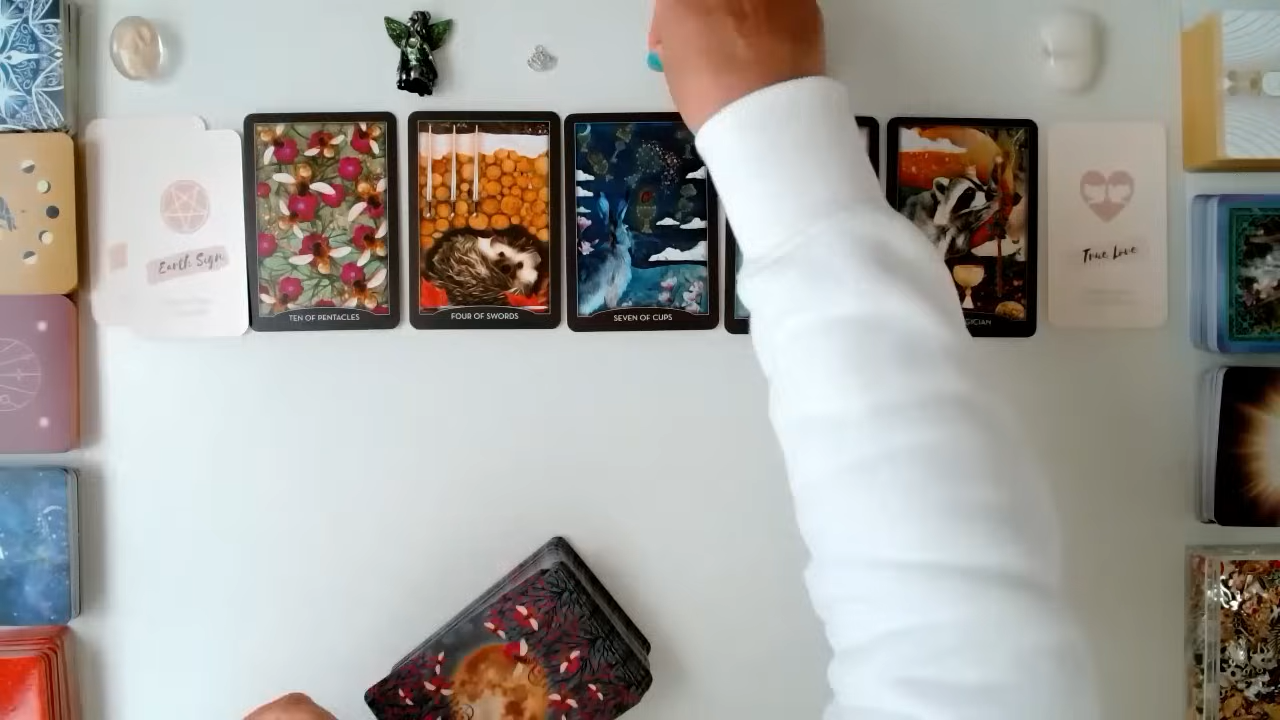 Earth Sign
TEN OF PENTACLES
FOUR OF SWORDS
SEVEN OF CUPS
True Love